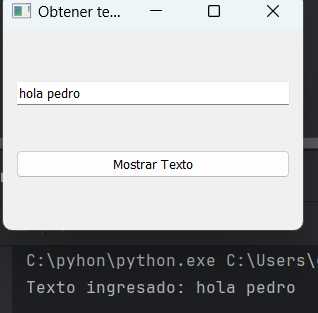 Obtener te...
hola pedro
Mostrar Texto
C:\pyhon\python.exe C:\Users\
Texto ingresado: hola pedro